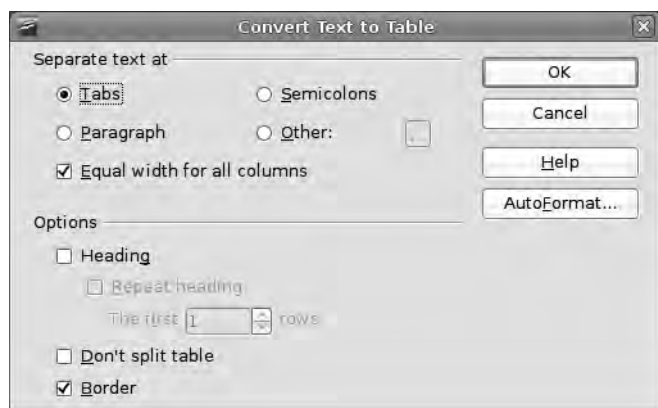 Convert Text to Table
Separate text at
Tabs
Semicolons
Paragraph
Other:
Equal width for all columns
Options
Heading
Repeat heading
The first 1 rows
Don't split table
Border
OK
Cancel
Help
AutoFormat...